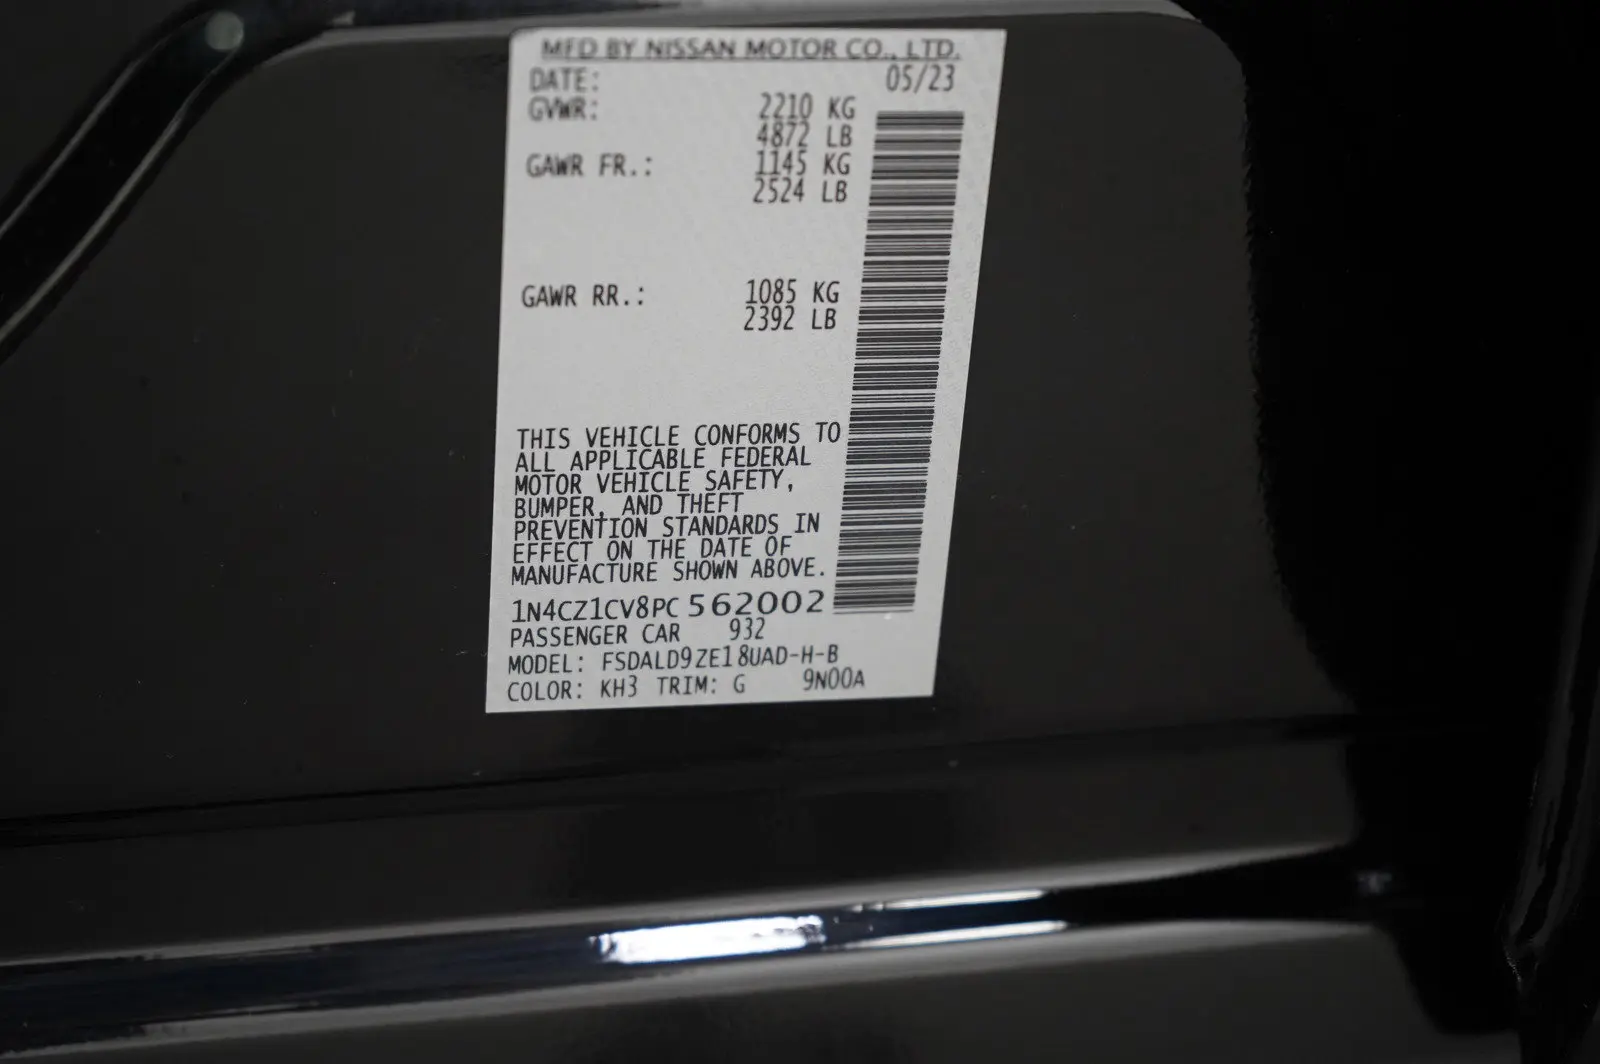 MFD BY NISSAN MOTOR CO., LTD.
DATE: 05/23
GVWR: 2210 KG
4872 LB
GAWR FR.: 1145 KG
2524 LB
GAWR RR.: 1085 KG
2392 LB
THIS VEHICLE CONFORMS TO
ALL APPLICABLE FEDERAL
MOTOR VEHICLE SAFETY,
BUMPER, AND THEFT
PREVENTION STANDARDS IN
EFFECT ON THE DATE OF
MANUFACTURE SHOWN ABOVE.
1N4CZ1CV8PC 562002
PASSENGER CAR 932
MODEL: FSDALD9ZE18UAD-H-B
COLOR: KH3 TRIM: G 9N00A